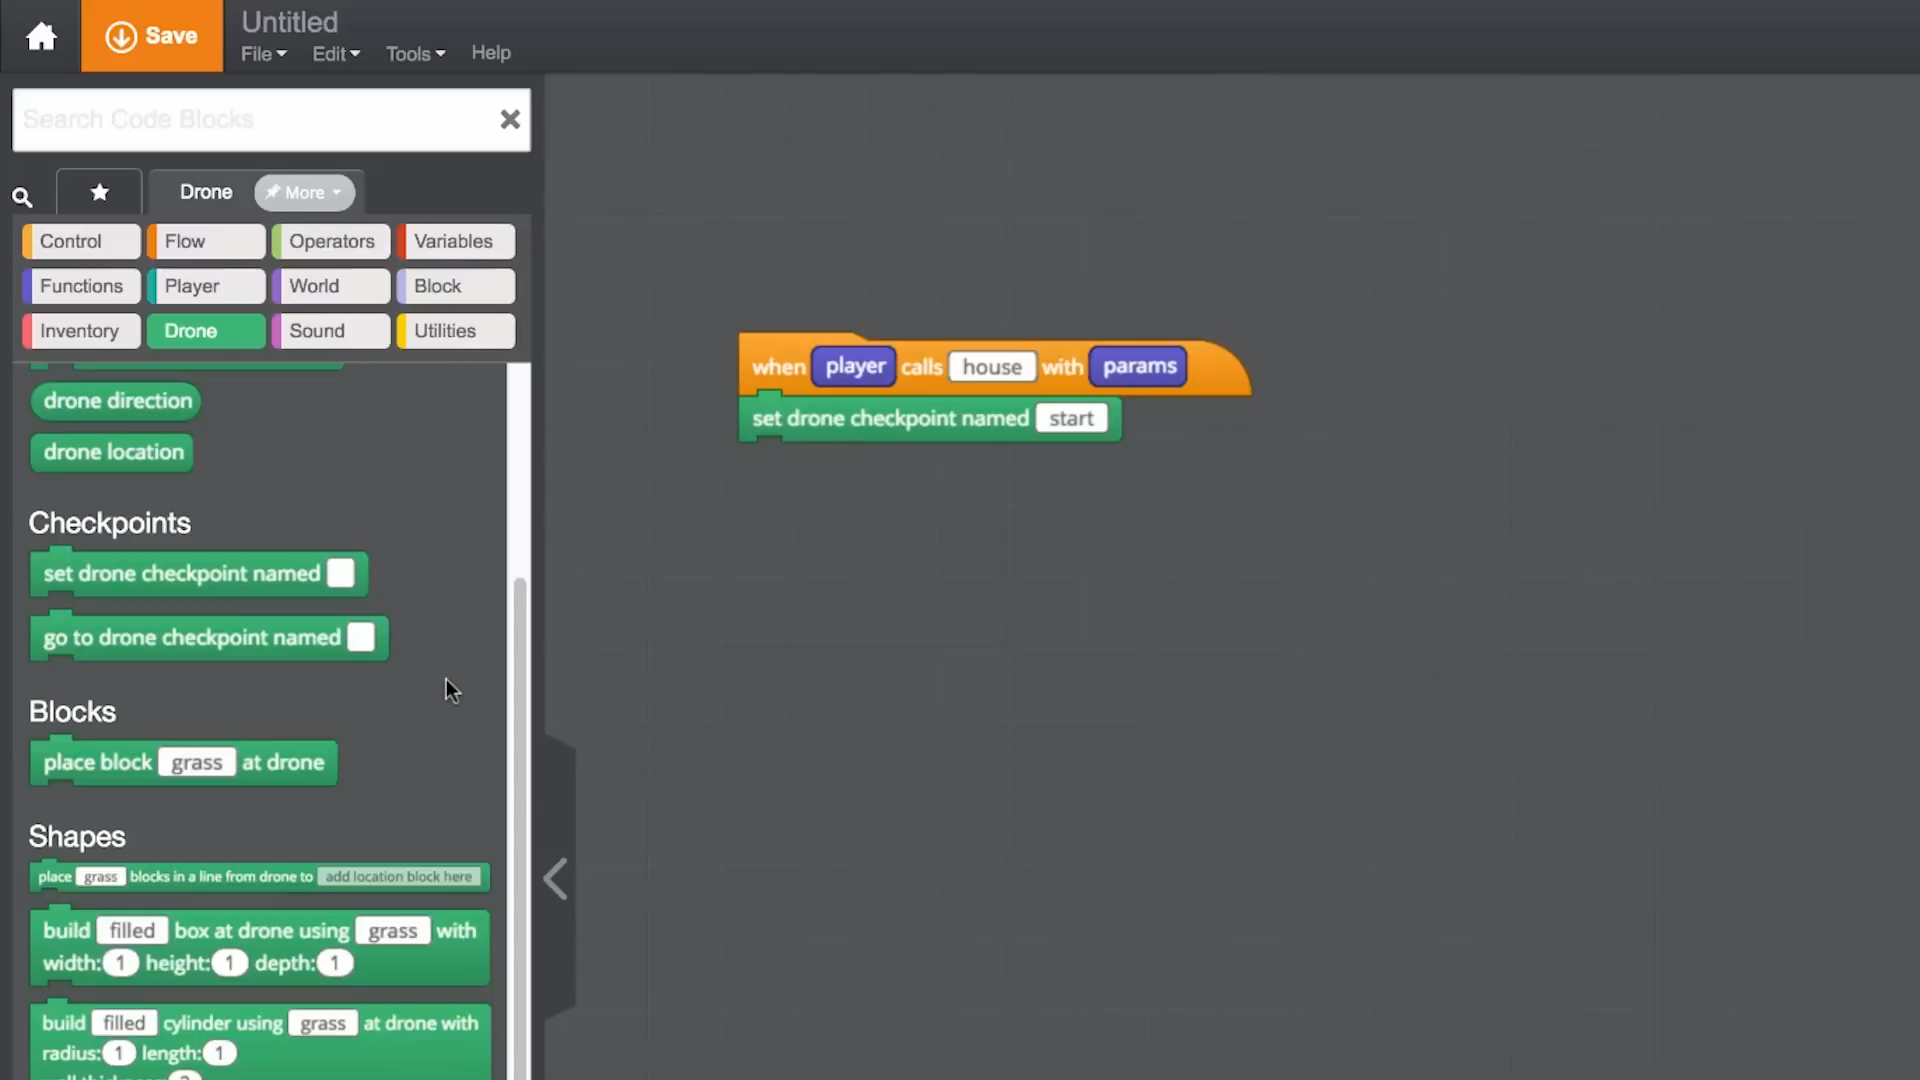 Save
Untitled
File
Edit
Tools
Help
Search Code Blocks
Drone
More
Control
Flow
Operators
Variables
Functions
Player
World
Block
Inventory
Drone
Sound
Utilities
drone direction
drone location
Checkpoints
set drone checkpoint named
go to drone checkpoint named
Blocks
place block grass at drone
Shapes
place grass blocks in a line from drone to add location block here
build filled box at drone using grass with
width: 1 height: 1 depth: 1
build filled cylinder using grass at drone with
radius: 1 length: 1
when player calls house with params
set drone checkpoint named start